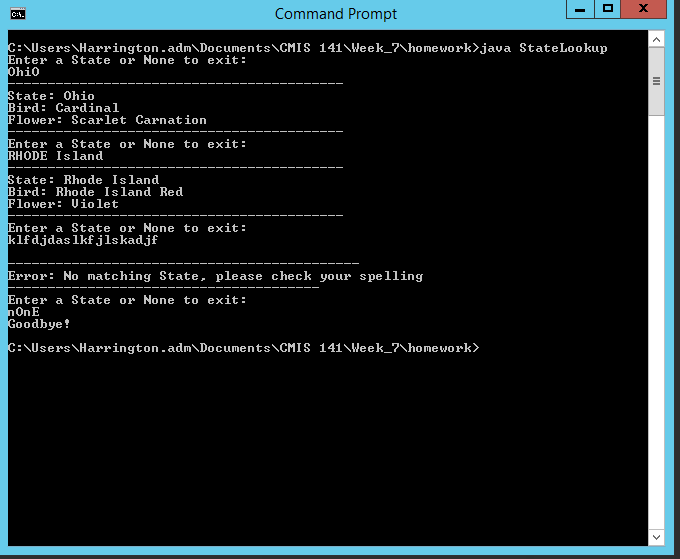 Command Prompt
C:\Users\Harrington.adm\Documents\CMIS 141\Week_7\homework>java StateLookup
Enter a State or None to exit:
OhiO
------------------------------------------
State: Ohio
Bird: Cardinal
Flower: Scarlet Carnation
------------------------------------------
Enter a State or None to exit:
RHODE Island
------------------------------------------
State: Rhode Island
Bird: Rhode Island Red
Flower: Violet
------------------------------------------
Enter a State or None to exit:
klfdjdaslkfjlskadjf
--------------------------------------------
Error: No matching State, please check your spelling
---------------------------------------
Enter a State or None to exit:
nOnE
Goodbye!
C:\Users\Harrington.adm\Documents\CMIS 141\Week_7\homework>